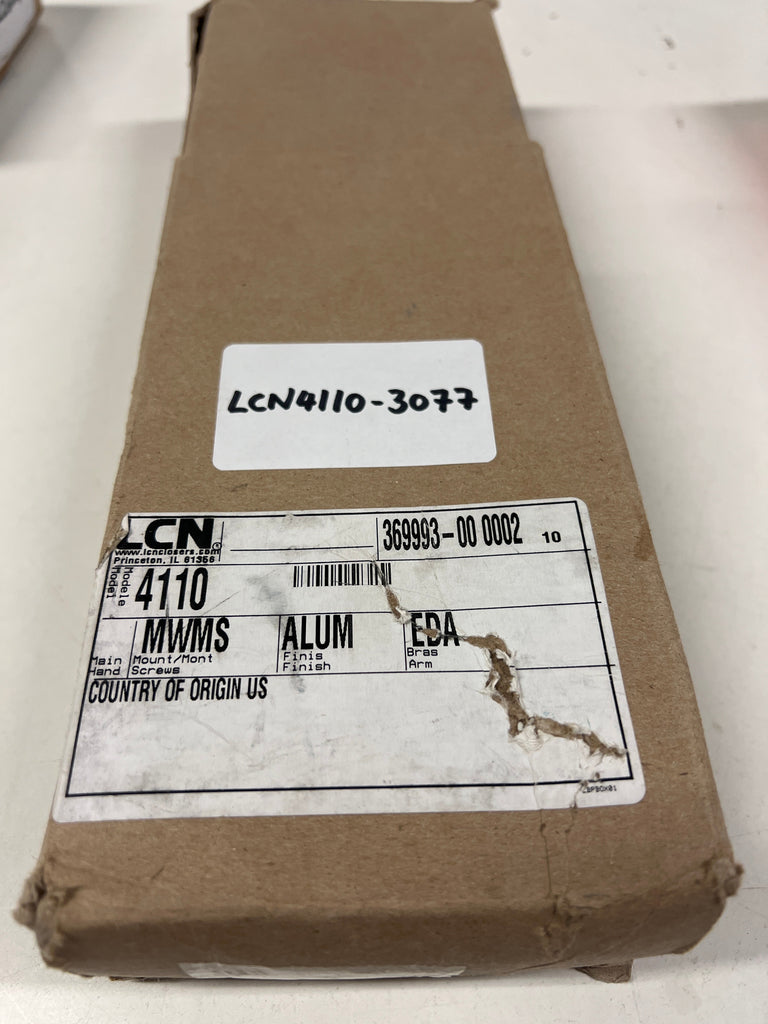 LCN4110-3077
LCN® 369993-00 0002 10
www.lcnclosers.com
Princeton, IL 61356
Model Modele 4110
MWMS ALUM EDA
Main Mount/Mont Finis Bras
Hand Screws Finish Arm
COUNTRY OF ORIGIN US